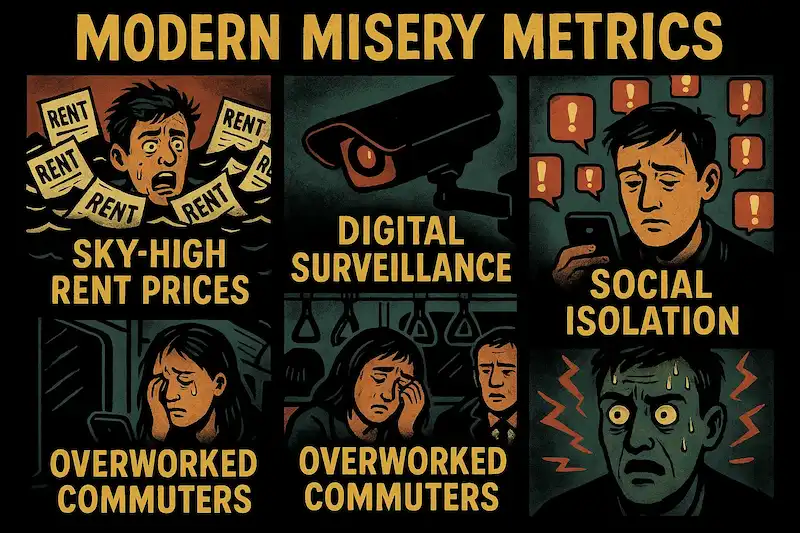 MODERN MISERY METRICS
RENT
RENT
RENT
RENT
RENT
SKY-HIGH
RENT PRICES
DIGITAL
SURVEILLANCE
!
!
!
!
!
!
!
SOCIAL
ISOLATION
OVERWORKED
COMMUTERS
OVERWORKED
COMMUTERS